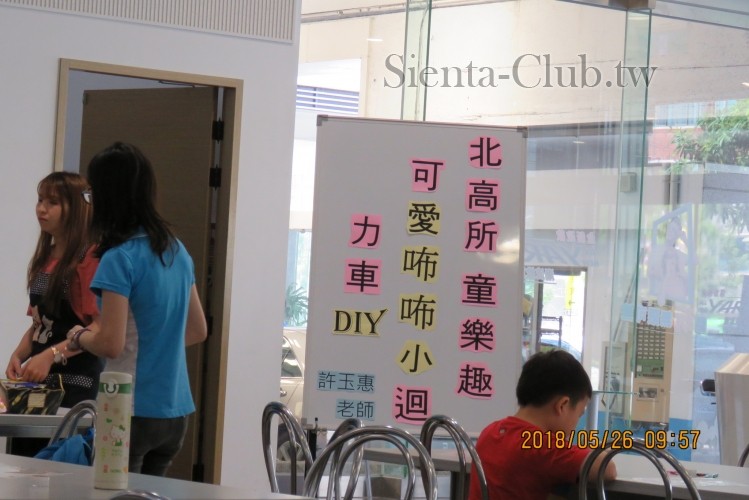 Sienta-Club.tw
北高所 童樂趣
可愛咘咘小迴
力車 DIY
許玉惠
老師
2018/05/26 09:57